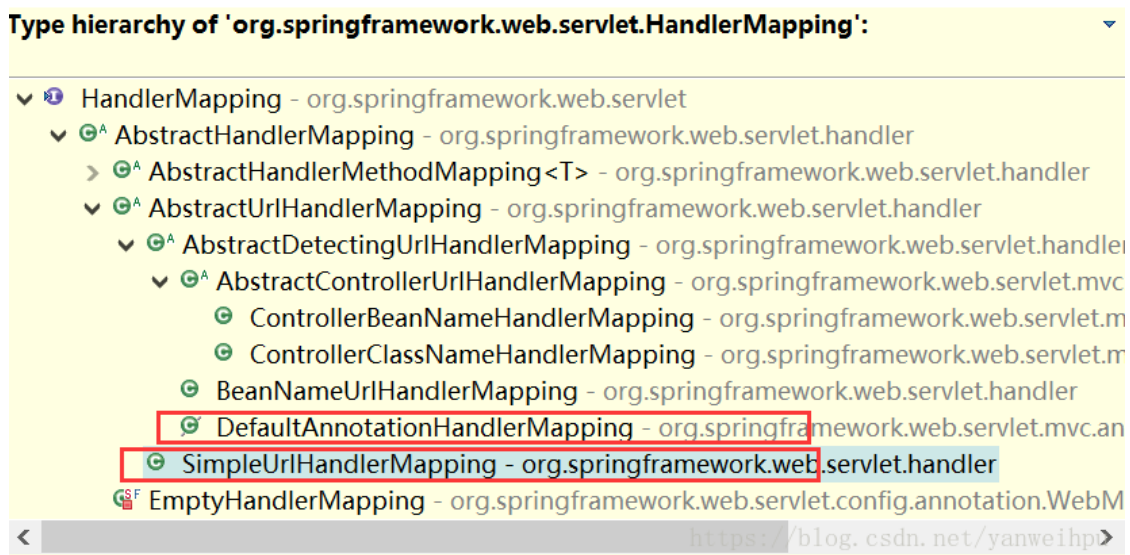 Type hierarchy of 'org.springframework.web.servlet.HandlerMapping':
HandlerMapping - org.springframework.web.servlet
AbstractHandlerMapping - org.springframework.web.servlet.handler
AbstractHandlerMethodMapping<T> - org.springframework.web.servlet.handler
AbstractUrlHandlerMapping - org.springframework.web.servlet.handler
AbstractDetectingUrlHandlerMapping - org.springframework.web.servlet.handler
AbstractControllerUrlHandlerMapping - org.springframework.web.servlet.mvc
ControllerBeanNameHandlerMapping - org.springframework.web.servlet.m
ControllerClassNameHandlerMapping - org.springframework.web.servlet.m
BeanNameUrlHandlerMapping - org.springframework.web.servlet.handler
DefaultAnnotationHandlerMapping - org.springframework.web.servlet.mvc.an
SimpleUrlHandlerMapping - org.springframework.web.servlet.handler
EmptyHandlerMapping - org.springframework.web.servlet.config.annotation.WebM
https://blog.csdn.net/yanweihpu